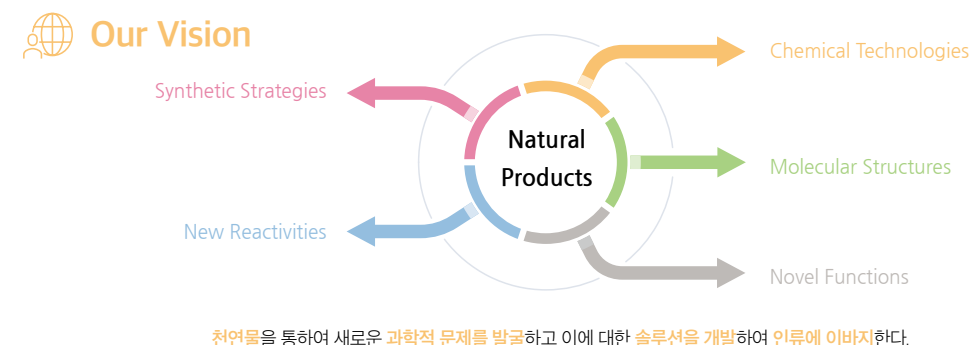 Our Vision
Chemical Technologies
Synthetic Strategies
Natural
Products
Molecular Structures
New Reactivities
Novel Functions
천연물을 통하여 새로운 과학적 문제를 발굴하고 이에 대한 솔루션을 개발하여 인류에 이바지한다.